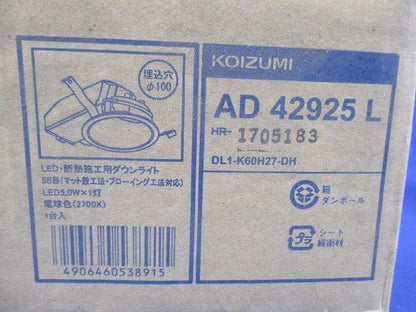 埋込穴
φ100
LED・断熱施工用ダウンライト
SB形(マット敷工法・ブローイング工法対応)
LED5.0W×1灯
電球色(2700K)
1台入
4906460538915
KOIZUMI
AD 42925 L
HR- 1705183
DL1-K60H27-DH
箱
ダンボール
シート
緩衝材